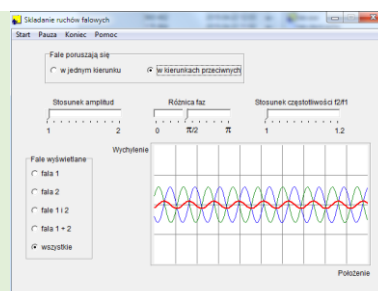 Składanie ruchów falowych
Start Pauza Koniec Pomoc
Fale poruszają się
w jednym kierunku
w kierunkach przeciwnych
Stosunek amplitud
Różnica faz
Stosunek częstotliwości f2/f1
1 2
0 π/2 π
1 1.2
Fale wyświetlane
fala 1
fala 2
fale 1 i 2
fala 1 + 2
wszystkie
Wychylenie
Położenie